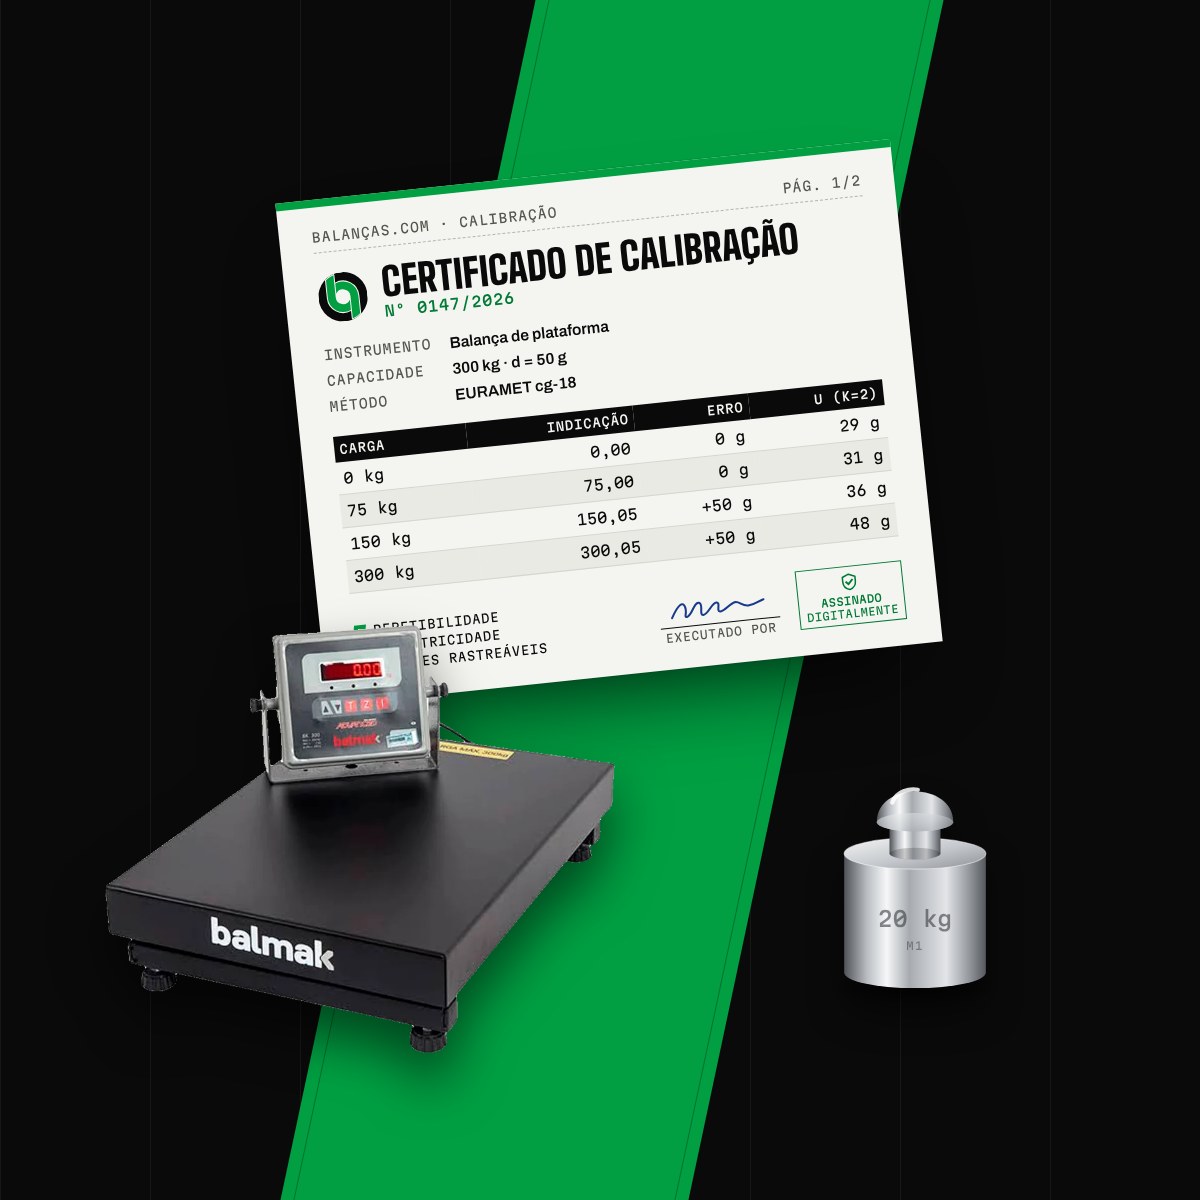 BALANÇAS.COM · CALIBRAÇÃO
PÁG. 1/2
CERTIFICADO DE CALIBRAÇÃO
N° 0147/2026
INSTRUMENTO Balança de plataforma
CAPACIDADE 300 kg · d = 50 g
MÉTODO EURAMET cg-18
CARGA INDICAÇÃO ERRO U (K=2)
0 kg 0,00 0 g 29 g
75 kg 75,00 0 g 31 g
150 kg 150,05 +50 g 36 g
300 kg 300,05 +50 g 48 g
TRICIDADE
ES RASTREÁVEIS
EXECUTADO POR
ASSINADO
DIGITALMENTE
0.00
T Z I
balmak
balmak
20 kg
M1